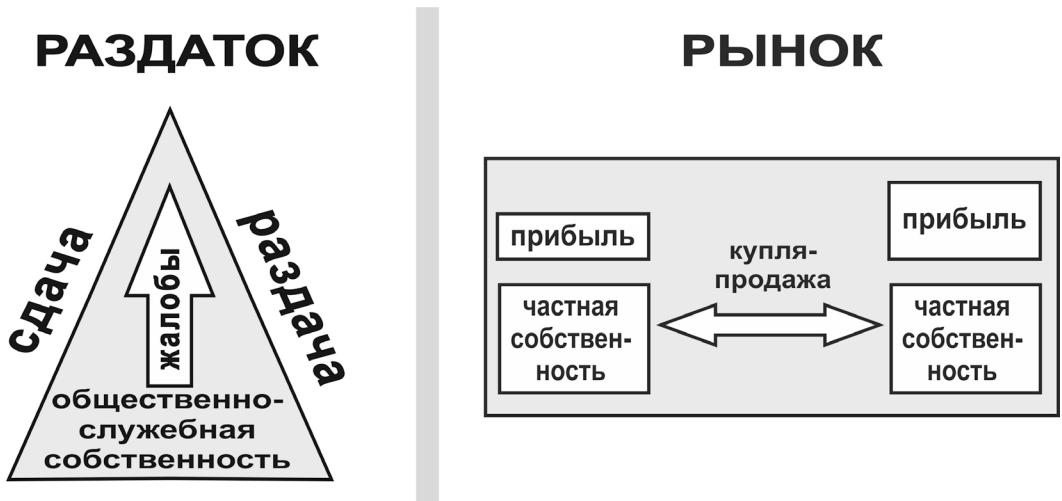 РАЗДАТОК
сдача
раздача
жалобы
общественно-
служебная
собственность
РЫНОК
прибыль
частная
собствен-
ность
купля-
продажа
прибыль
частная
собствен-
ность